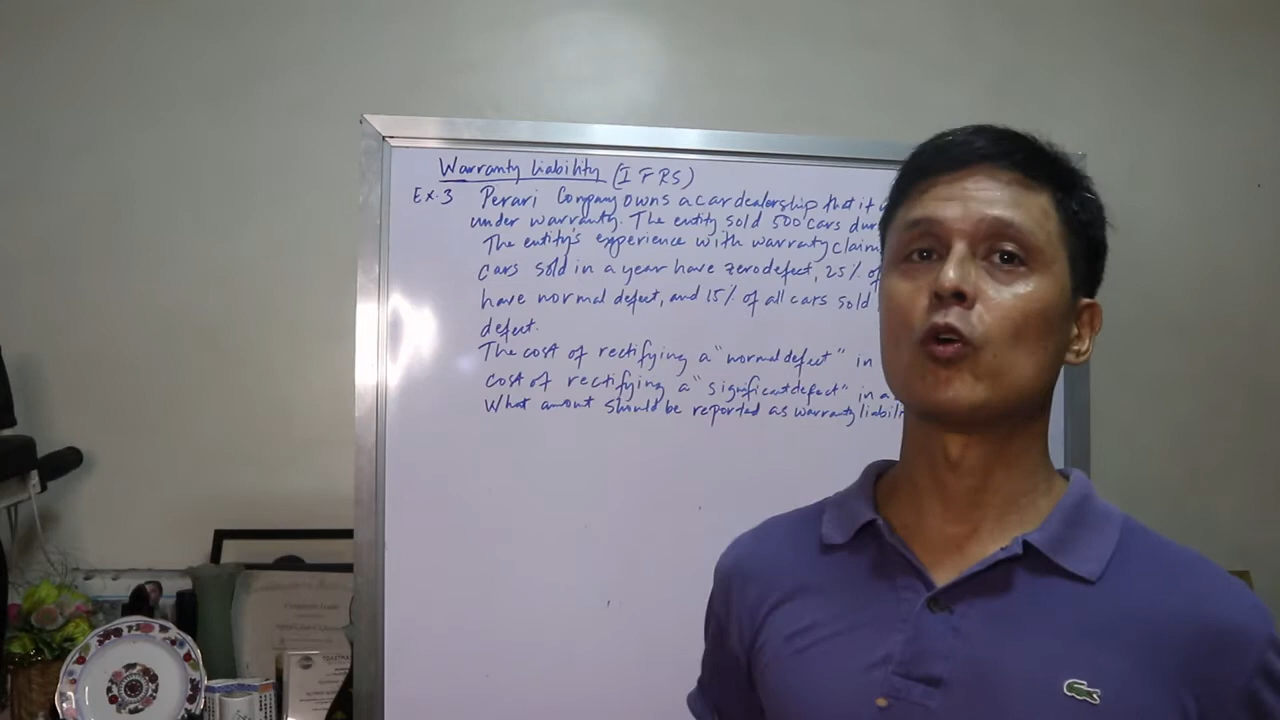 Warranty liability (IFRS)
Ex. 3 Perari Company owns a car dealership that it
under warranty. The entity sold 500 cars
The entity's experience with warranty
cars sold in a year have zero defect, 25% of
have normal defect, and 15% of all cars sold
defect.
The cost of rectifying a "normal defect" in
cost of rectifying a "significant defect" in a
What amount should be reported as warranty